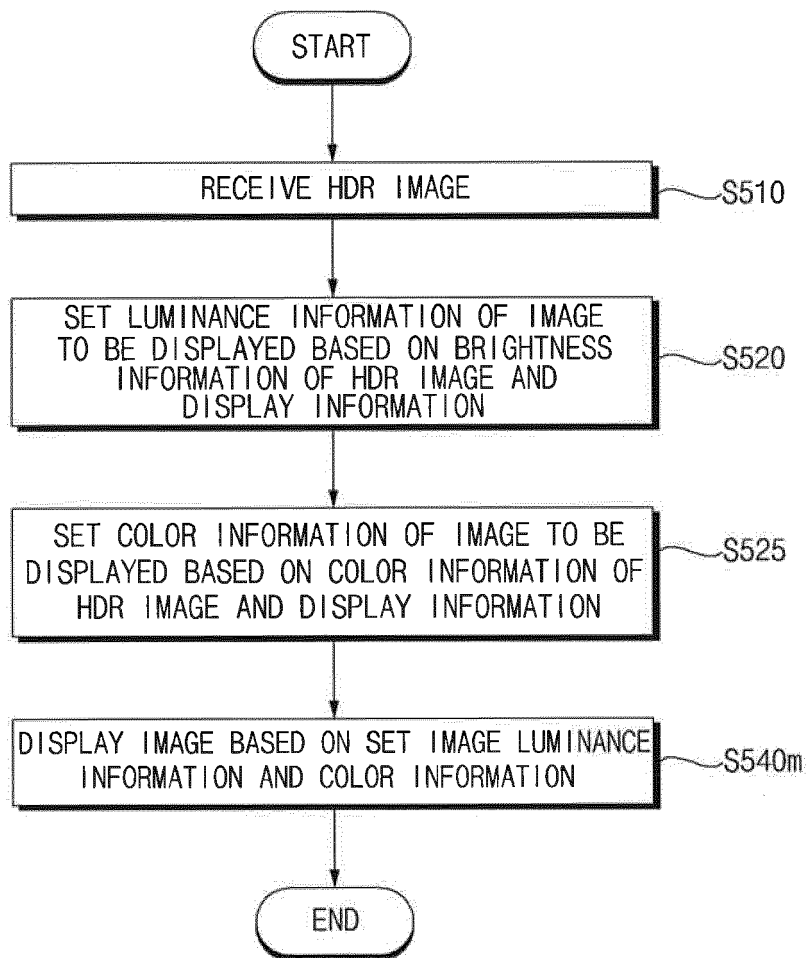 START
RECEIVE HDR IMAGE
S510
SET LUMINANCE INFORMATION OF IMAGE
TO BE DISPLAYED BASED ON BRIGHTNESS
INFORMATION OF HDR IMAGE AND
DISPLAY INFORMATION
S520
SET COLOR INFORMATION OF IMAGE TO BE
DISPLAYED BASED ON COLOR INFORMATION OF
HDR IMAGE AND DISPLAY INFORMATION
S525
DISPLAY IMAGE BASED ON SET IMAGE LUMINANCE
INFORMATION AND COLOR INFORMATION
S540m
END